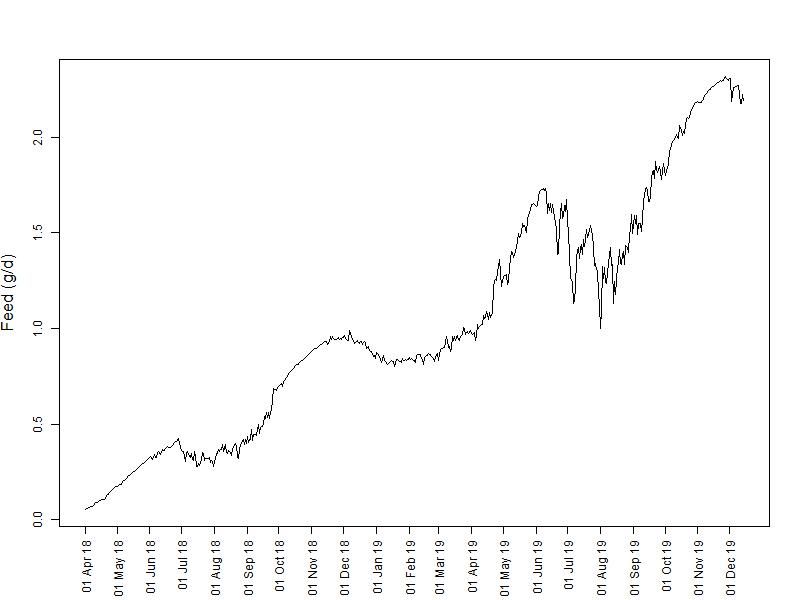 Feed (g/d)
2.0
1.5
1.0
0.5
0.0
01 Apr 18
01 May 18
01 Jun 18
01 Jul 18
01 Aug 18
01 Sep 18
01 Oct 18
01 Nov 18
01 Dec 18
01 Jan 19
01 Feb 19
01 Mar 19
01 Apr 19
01 May 19
01 Jun 19
01 Jul 19
01 Aug 19
01 Sep 19
01 Oct 19
01 Nov 19
01 Dec 19